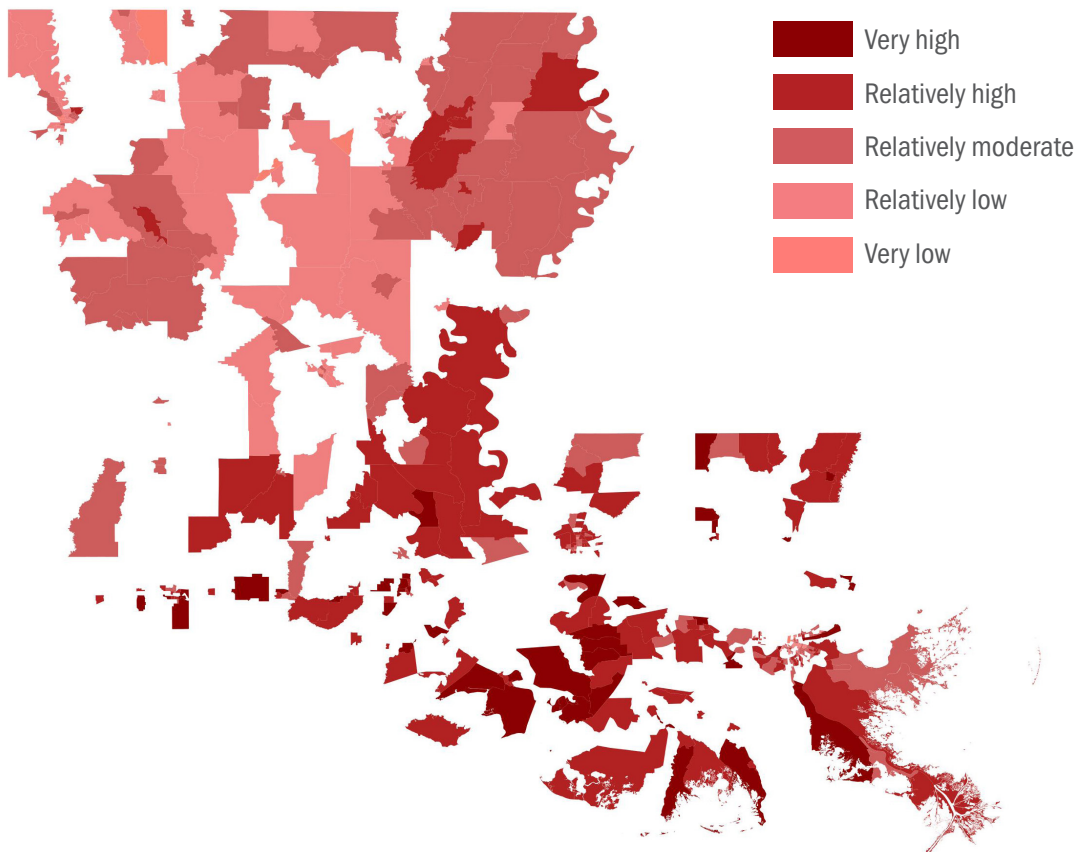 Very high
Relatively high
Relatively moderate
Relatively low
Very low